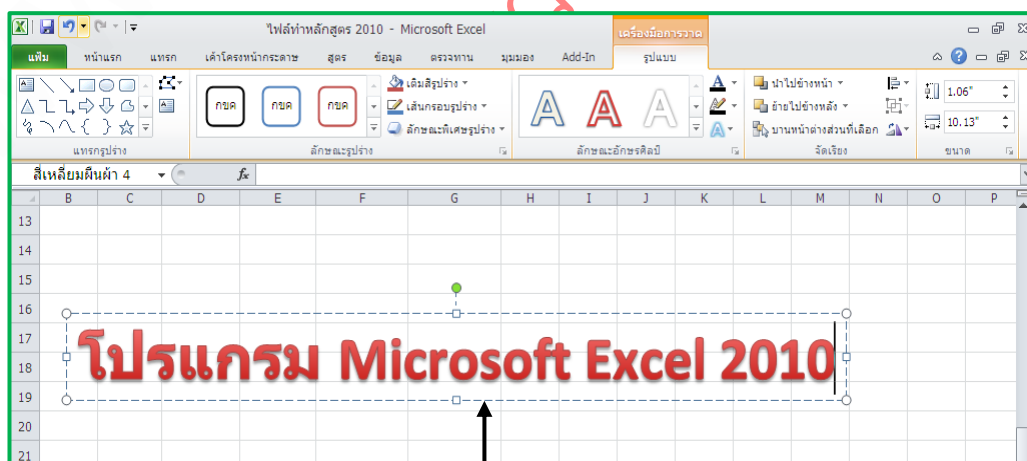 ไฟล์ทำหลักสูตร 2010 - Microsoft Excel
เครื่องมือการวาด
แฟ้ม หน้าแรก แทรก เค้าโครงหน้ากระดาษ สูตร ข้อมูล ตรวจทาน มุมมอง Add-In รูปแบบ
กขค กขค กขค
เติมสีรูปร่าง
เส้นกรอบรูปร่าง
ลักษณะพิเศษรูปร่าง
A A A
A
A
นำไปข้างหน้า
ย้ายไปข้างหลัง
บานหน้าต่างส่วนที่เลือก
1.06"
10.13"
แทรกรูปร่าง ลักษณะรูปร่าง ลักษณะอักษรศิลป์ จัดเรียง ขนาด
สี่เหลี่ยมผืนผ้า 4 fx
B C D E F G H I J K L M N O P
13
14
15
16
17
โปรแกรม Microsoft Excel 2010
18
19
20
21